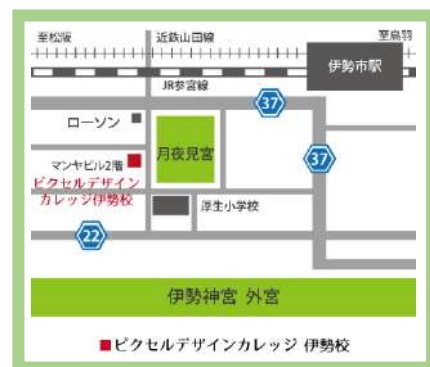 至松阪
近鉄山田線
至鳥羽
伊勢市駅
JR参宮線
37
ローソン
月夜見宮
37
マンヤビル2階
ピクセルデザイン
カレッジ伊勢校
厚生小学校
22
伊勢神宮 外宮
■ピクセルデザインカレッジ 伊勢校